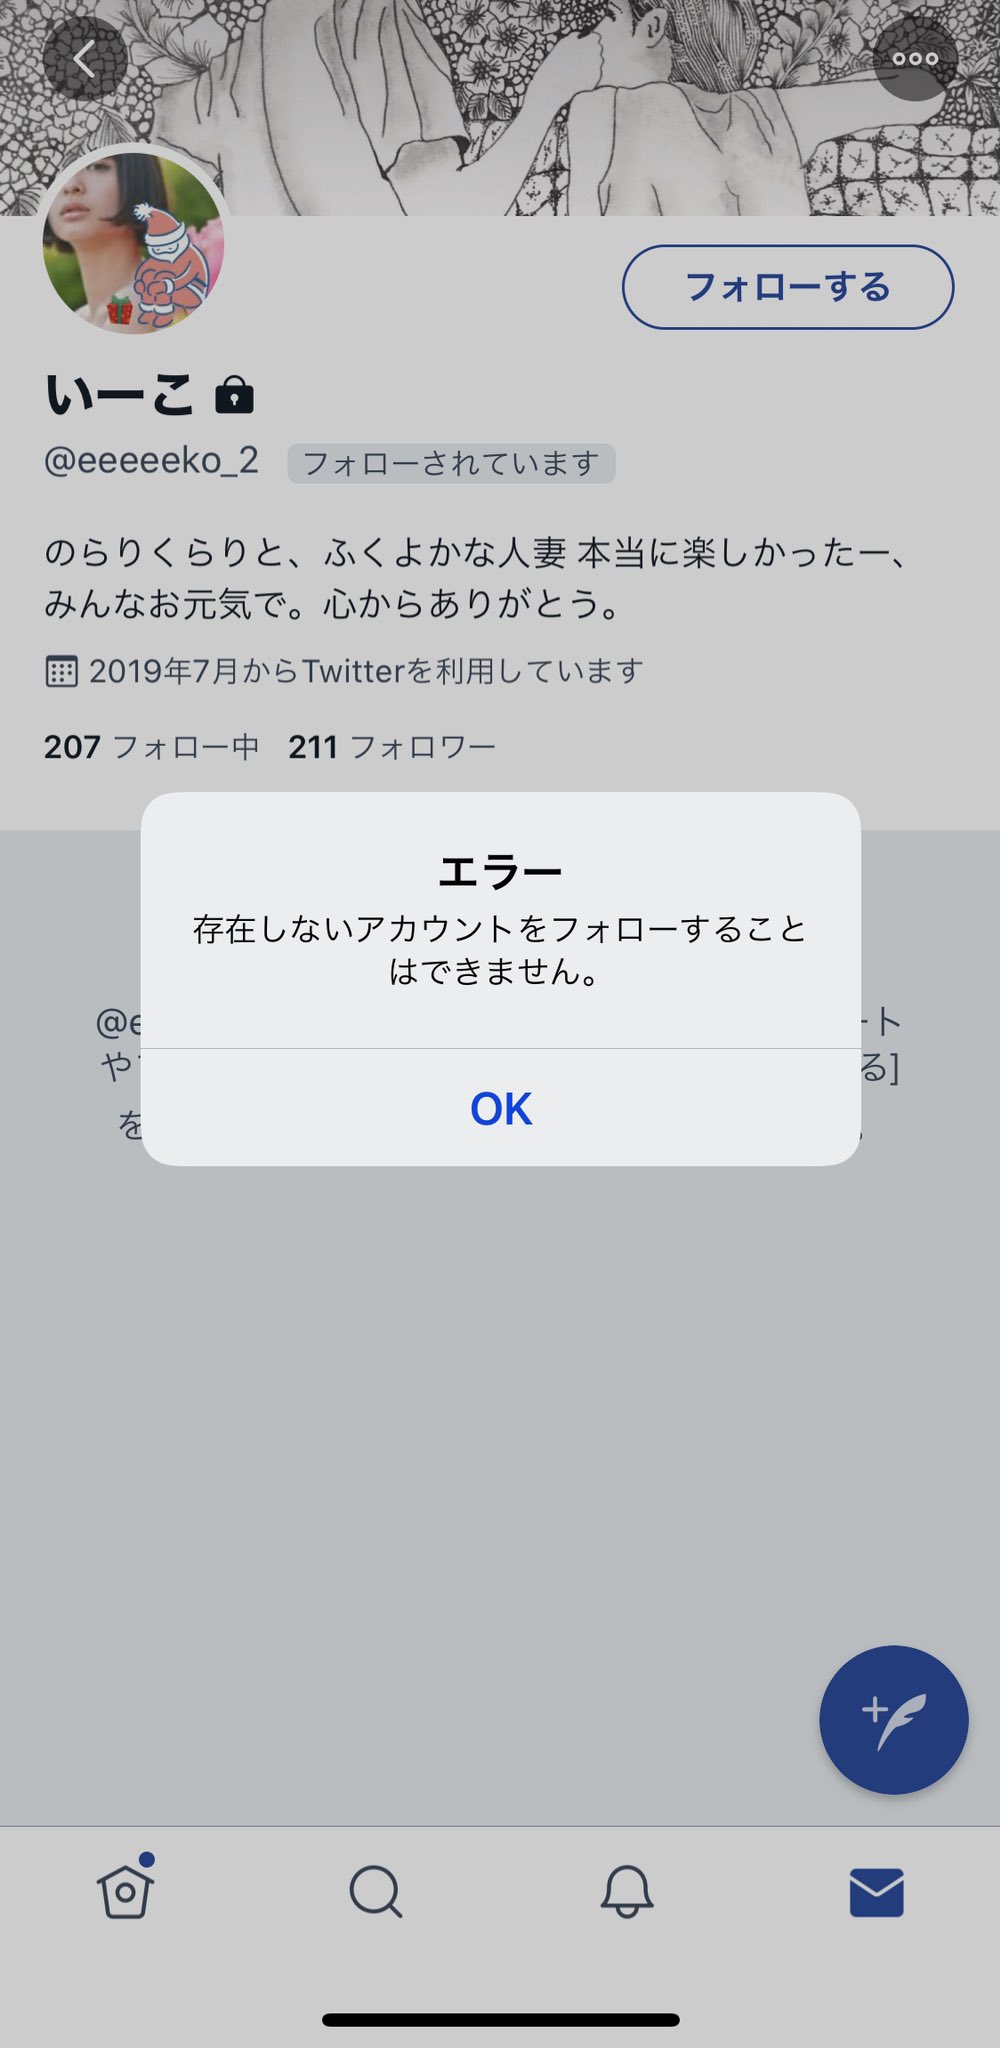 フォローする
いーこ
@eeeeeko_2 フォローされています
のらりくらりと、ふくよかな人妻 本当に楽しかったー、
みんなお元気で。心からありがとう。
2019年7月からTwitterを利用しています
207 フォロー中 211 フォロワー
エラー
存在しないアカウントをフォローすること
はできません。
@e ート
や る]
を
OK